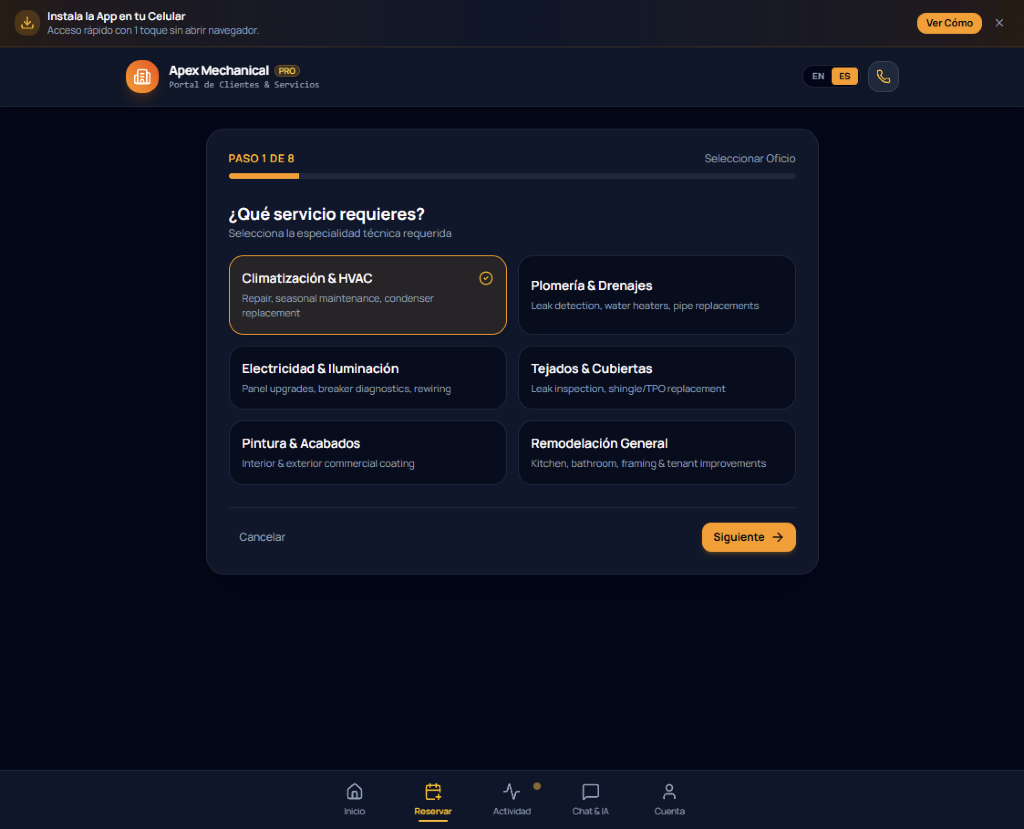 Instala la App en tu Celular
Acceso rápido con 1 toque sin abrir navegador.
Ver Cómo
Apex Mechanical PRO
Portal de Clientes & Servicios
EN ES
PASO 1 DE 8
Seleccionar Oficio
¿Qué servicio requieres?
Selecciona la especialidad técnica requerida
Climatización & HVAC
Repair, seasonal maintenance, condenser
replacement
Plomería & Drenajes
Leak detection, water heaters, pipe replacements
Electricidad & Iluminación
Panel upgrades, breaker diagnostics, rewiring
Tejados & Cubiertas
Leak inspection, shingle/TPO replacement
Pintura & Acabados
Interior & exterior commercial coating
Remodelación General
Kitchen, bathroom, framing & tenant improvements
Cancelar
Siguiente
Inicio
Reservar
Actividad
Chat & IA
Cuenta